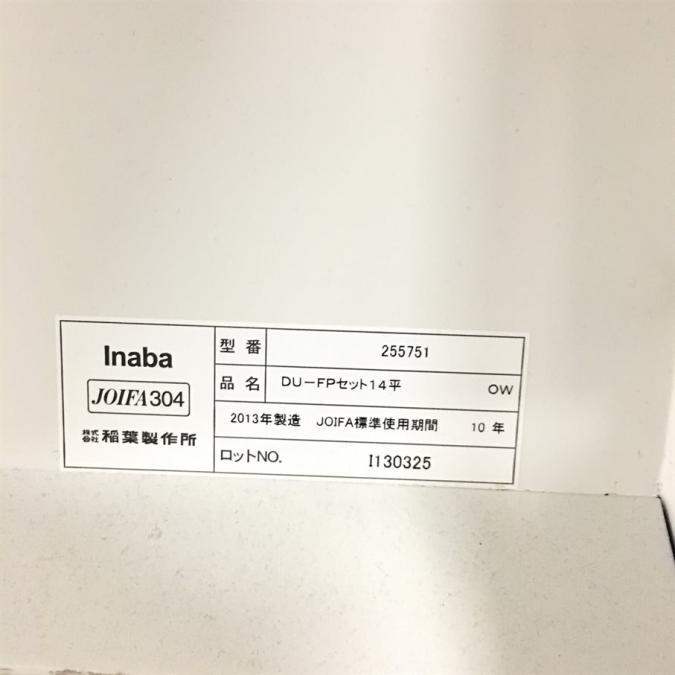 Inaba
JOIFA304
株式会社 稲葉製作所
型番 255751
品名 DU−FPセット14平 OW
2013年製造 JOIFA標準使用期間 10年
ロットNO. I130325